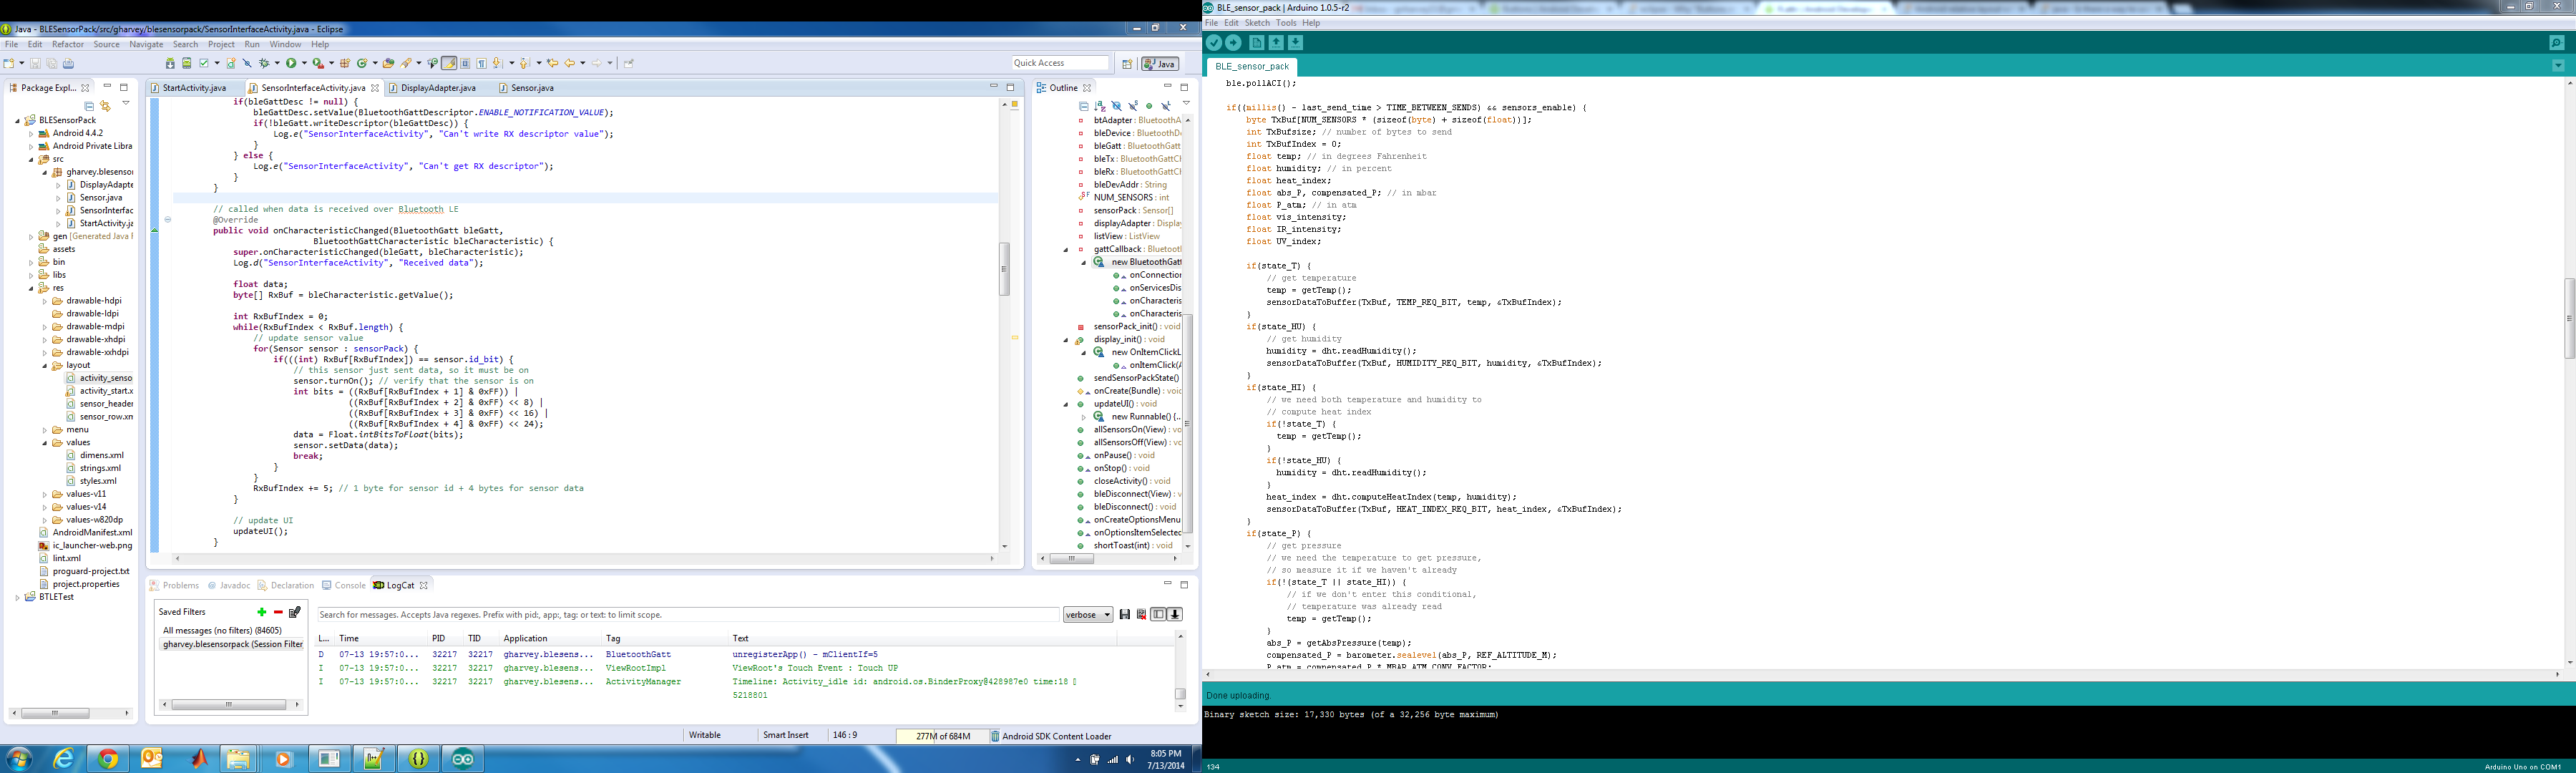 Java - BLESensorPack/src/gharvey/blesensorpack/SensorInterfaceActivity.java - Eclipse
File Edit Refactor Source Navigate Search Project Run Window Help
Quick Access
Java
Package Expl...
BLESensorPack
Android 4.4.2
Android Private Libra
src
gharvey.blesensor
DisplayAdapte
Sensor.java
SensorInterfac
StartActivity.ja
gen [Generated Java F
assets
bin
libs
res
drawable-hdpi
drawable-ldpi
drawable-mdpi
drawable-xhdpi
drawable-xxhdpi
layout
activity_senso
activity_start.x
sensor_header
sensor_row.xm
menu
values
dimens.xml
strings.xml
styles.xml
values-v11
values-v14
values-w820dp
AndroidManifest.xml
ic_launcher-web.png
lint.xml
proguard-project.txt
project.properties
BTLETest
StartActivity.java SensorInterfaceActivity.java DisplayAdapter.java Sensor.java
if(bleGattDesc != null) {
bleGattDesc.setValue(BluetoothGattDescriptor.ENABLE_NOTIFICATION_VALUE);
if(!bleGatt.writeDescriptor(bleGattDesc)) {
Log.e("SensorInterfaceActivity", "Can't write RX descriptor value");
}
} else {
Log.e("SensorInterfaceActivity", "Can't get RX descriptor");
}
}
// called when data is received over Bluetooth LE
@Override
public void onCharacteristicChanged(BluetoothGatt bleGatt,
BluetoothGattCharacteristic bleCharacteristic) {
super.onCharacteristicChanged(bleGatt, bleCharacteristic);
Log.d("SensorInterfaceActivity", "Received data");
float data;
byte[] RxBuf = bleCharacteristic.getValue();
int RxBufIndex = 0;
while(RxBufIndex < RxBuf.length) {
// update sensor value
for(Sensor sensor : sensorPack) {
if(((int) RxBuf[RxBufIndex]) == sensor.id_bit) {
// this sensor just sent data, so it must be on
sensor.turnOn(); // verify that the sensor is on
int bits = ((RxBuf[RxBufIndex + 1] & 0xFF)) |
((RxBuf[RxBufIndex + 2] & 0xFF) << 8) |
((RxBuf[RxBufIndex + 3] & 0xFF) << 16) |
((RxBuf[RxBufIndex + 4] & 0xFF) << 24);
data = Float.intBitsToFloat(bits);
sensor.setData(data);
break;
}
}
RxBufIndex += 5; // 1 byte for sensor id + 4 bytes for sensor data
}
// update UI
updateUI();
}
Outline
btAdapter : BluetoothA
bleDevice : BluetoothDe
bleGatt : BluetoothGatt
bleTx : BluetoothGattCh
bleRx : BluetoothGattCh
bleDevAddr : String
NUM_SENSORS : int
sensorPack : Sensor[]
displayAdapter : Display
listView : ListView
gattCallback : Bluetootl
new BluetoothGatt
onConnection
onServicesDis
onCharacteris
onCharacteris
sensorPack_init() : void
display_init() : void
new OnItemClickL
onItemClick(A
sendSensorPackState()
onCreate(Bundle) : voic
updateUI() : void
new Runnable() {...
allSensorsOn(View) : vo
allSensorsOff(View) : vo
onPause() : void
onStop() : void
closeActivity() : void
bleDisconnect(View) : v
bleDisconnect() : void
onCreateOptionsMenu
onOptionsItemSelected
shortToast(int) : void
Problems Javadoc Declaration Console LogCat
Saved Filters
All messages (no filters) (84605)
gharvey.blesensorpack (Session Filter
Search for messages. Accepts Java regexes. Prefix with pid:, app:, tag: or text: to limit scope.
verbose
L... Time PID TID Application Tag Text
D 07-13 19:57:0... 32217 32217 gharvey.blesens... BluetoothGatt unregisterApp() - mClientIf=5
I 07-13 19:57:0... 32217 32217 gharvey.blesens... ViewRootImpl ViewRoot's Touch Event : Touch UP
I 07-13 19:57:0... 32217 32217 gharvey.blesens... ActivityManager Timeline: Activity_idle id: android.os.BinderProxy@428987e0 time:18
5218801
Writable Smart Insert 146 : 9 277M of 684M Android SDK Content Loader
8:05 PM
7/13/2014
BLE_sensor_pack | Arduino 1.0.5-r2
File Edit Sketch Tools Help
BLE_sensor_pack
ble.pollACI();
if((millis() - last_send_time > TIME_BETWEEN_SENDS) && sensors_enable) {
byte TxBuf[NUM_SENSORS * (sizeof(byte) + sizeof(float))];
int TxBufsize; // number of bytes to send
int TxBufIndex = 0;
float temp; // in degrees Fahrenheit
float humidity; // in percent
float heat_index;
float abs_P, compensated_P; // in mbar
float P_atm; // in atm
float vis_intensity;
float IR_intensity;
float UV_index;
if(state_T) {
// get temperature
temp = getTemp();
sensorDataToBuffer(TxBuf, TEMP_REQ_BIT, temp, &TxBufIndex);
}
if(state_HU) {
// get humidity
humidity = dht.readHumidity();
sensorDataToBuffer(TxBuf, HUMIDITY_REQ_BIT, humidity, &TxBufIndex);
}
if(state_HI) {
// we need both temperature and humidity to
// compute heat index
if(!state_T) {
temp = getTemp();
}
if(!state_HU) {
humidity = dht.readHumidity();
}
heat_index = dht.computeHeatIndex(temp, humidity);
sensorDataToBuffer(TxBuf, HEAT_INDEX_REQ_BIT, heat_index, &TxBufIndex);
}
if(state_P) {
// get pressure
// we need the temperature to get pressure,
// so measure it if we haven't already
if(!(state_T || state_HI)) {
// if we don't enter this conditional,
// temperature was already read
temp = getTemp();
}
abs_P = getAbsPressure(temp);
compensated_P = barometer.sealevel(abs_P, REF_ALTITUDE_M);
P_atm = compensated_P * MBAR_ATM_CONV_FACTOR;
Done uploading.
Binary sketch size: 17,330 bytes (of a 32,256 byte maximum)
134
Arduino Uno on COM1